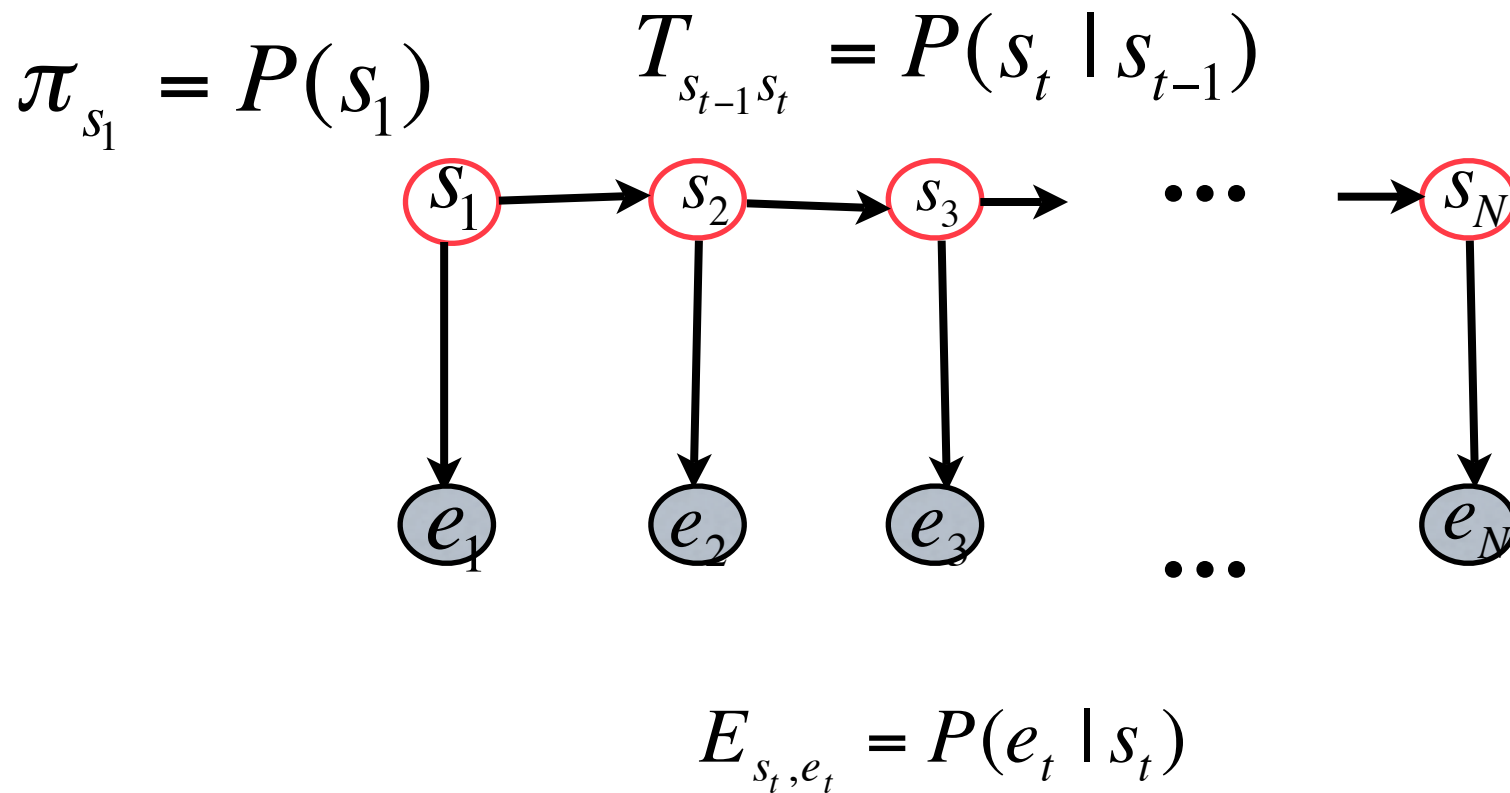 π_{s_1} = P(s_1)
T_{s_{t-1} s_t} = P(s_t | s_{t-1})
s_1 s_2 s_3 ... s_N
e_1 e_2 e_3 ... e_N
E_{s_t, e_t} = P(e_t | s_t)